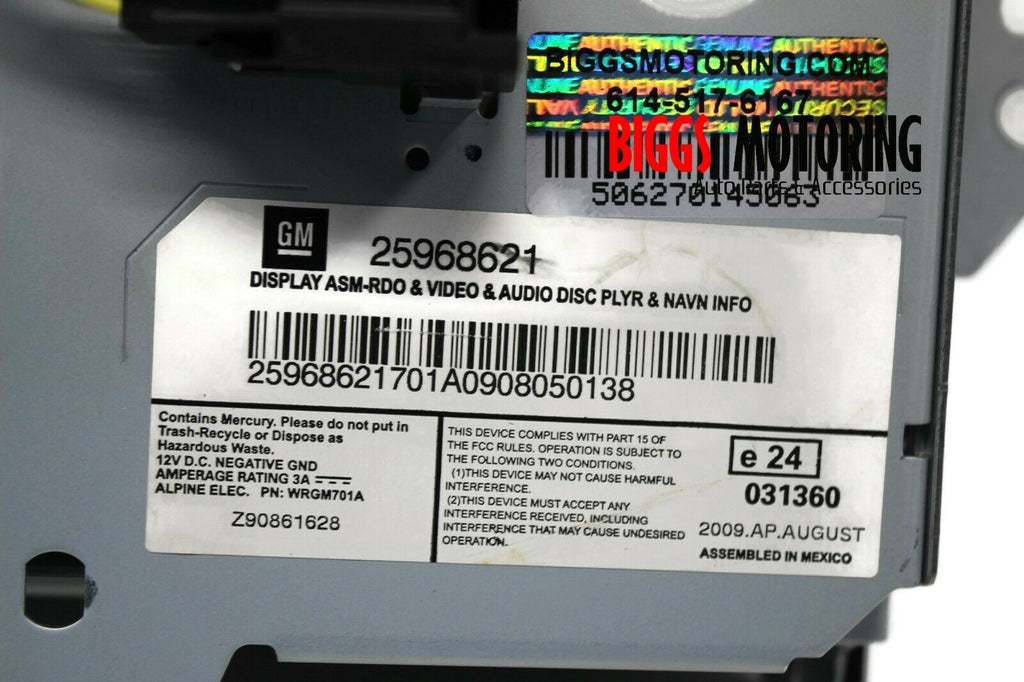 AUTHENTIC GENUINE AUTHENTIC
BIGGSMOTORING.COM
AUTHENTIC
614-517-6167
BIGGS MOTORING
Auto Parts & Accessories
506270145063
GM
25968621
DISPLAY ASM-RDO & VIDEO & AUDIO DISC PLYR & NAVN INFO
25968621701A0908050138
Contains Mercury. Please do not put in
Trash-Recycle or Dispose as
Hazardous Waste.
12V D.C. NEGATIVE GND
AMPERAGE RATING 3A
ALPINE ELEC. PN: WRGM701A
Z90861628
THIS DEVICE COMPLIES WITH PART 15 OF
THE FCC RULES. OPERATION IS SUBJECT TO
THE FOLLOWING TWO CONDITIONS.
(1)THIS DEVICE MAY NOT CAUSE HARMFUL
INTERFERENCE.
(2)THIS DEVICE MUST ACCEPT ANY
INTERFERENCE RECEIVED, INCLUDING
INTERFERENCE THAT MAY CAUSE UNDESIRED
OPERATION.
e 24
031360
2009.AP.AUGUST
ASSEMBLED IN MEXICO